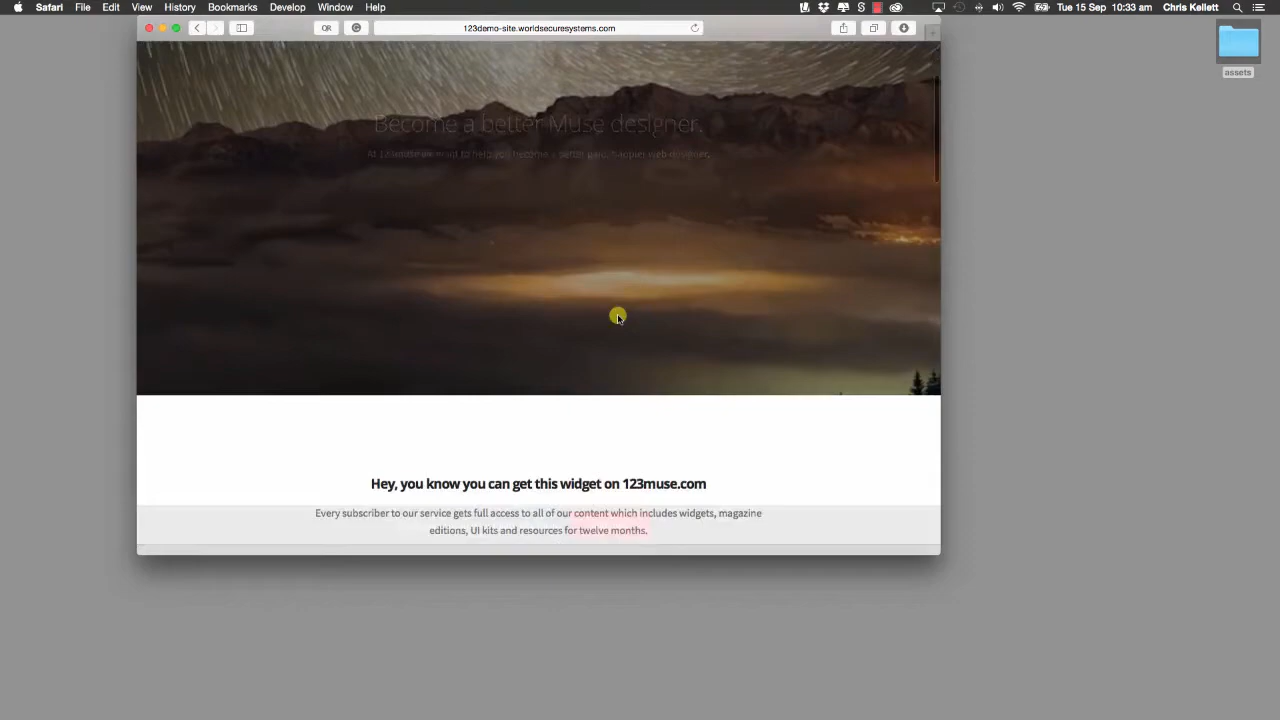 Safari File Edit View History Bookmarks Develop Window Help
Tue 15 Sep 10:33 am Chris Kellett
QR
123demo-site.worldsecuresystems.com
assets
Become a better Muse designer.
Hey, you know you can get this widget on 123muse.com
Every subscriber to our service gets full access to all of our content which includes widgets, magazine
editions, UI kits and resources for twelve months.